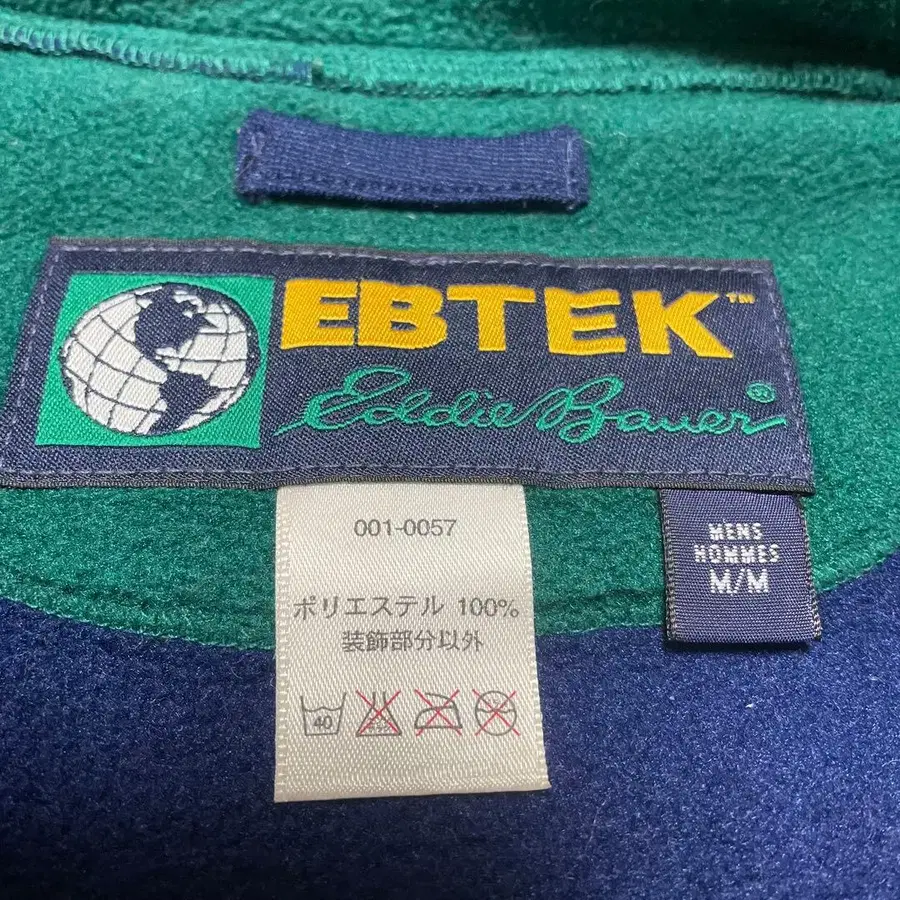 EBTEK™
Eddie Bauer®
001-0057
ポリエステル 100%
装飾部分以外
40
MENS
HOMMES
M/M